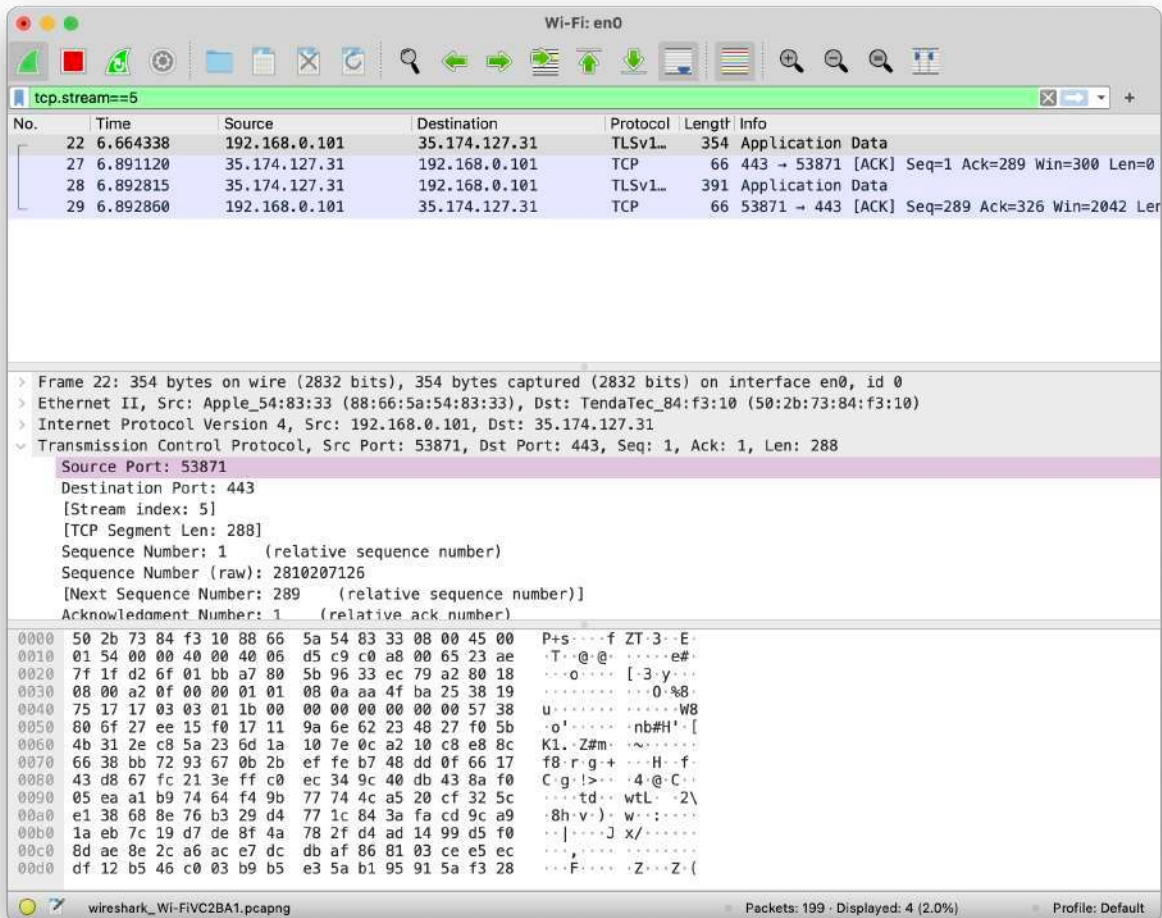 Wi-Fi: en0
tcp.stream==5
No. Time Source Destination Protocol Length Info
22 6.664338 192.168.0.101 35.174.127.31 TLSv1… 354 Application Data
27 6.891120 35.174.127.31 192.168.0.101 TCP 66 443 → 53871 [ACK] Seq=1 Ack=289 Win=300 Len=0
28 6.892815 35.174.127.31 192.168.0.101 TLSv1… 391 Application Data
29 6.892860 192.168.0.101 35.174.127.31 TCP 66 53871 → 443 [ACK] Seq=289 Ack=326 Win=2042 Ler
Frame 22: 354 bytes on wire (2832 bits), 354 bytes captured (2832 bits) on interface en0, id 0
Ethernet II, Src: Apple_54:83:33 (88:66:5a:54:83:33), Dst: TendaTec_84:f3:10 (50:2b:73:84:f3:10)
Internet Protocol Version 4, Src: 192.168.0.101, Dst: 35.174.127.31
Transmission Control Protocol, Src Port: 53871, Dst Port: 443, Seq: 1, Ack: 1, Len: 288
Source Port: 53871
Destination Port: 443
[Stream index: 5]
[TCP Segment Len: 288]
Sequence Number: 1 (relative sequence number)
Sequence Number (raw): 2810207126
[Next Sequence Number: 289 (relative sequence number)]
Acknowledgment Number: 1 (relative ack number)
0000 50 2b 73 84 f3 10 88 66 5a 54 83 33 08 00 45 00 P+s····f ZT·3··E·
0010 01 54 00 00 40 00 40 06 d5 c9 c0 a8 00 65 23 ae ·T··@·@· ·····e#·
0020 7f 1f d2 6f 01 bb a7 80 5b 96 33 ec 79 a2 80 18 ···o···· [·3·y···
0030 08 00 a2 0f 00 00 01 01 08 0a aa 4f ba 25 38 19 ········ ···O·%8·
0040 75 17 17 03 03 01 1b 00 00 00 00 00 00 00 57 38 u······· ······W8
0050 80 6f 27 ee 15 f0 17 11 9a 6e 62 23 48 27 f0 5b ·o'····· ·nb#H'·[
0060 4b 31 2e c8 5a 23 6d 1a 10 7e 0c a2 10 c8 e8 8c K1.·Z#m· ·~······
0070 66 38 bb 72 93 67 0b 2b ef fe b7 48 dd 0f 66 17 f8·r·g·+ ···H··f·
0080 43 d8 67 fc 21 3e ff c0 ec 34 9c 40 db 43 8a f0 C·g·!>·· ·4·@·C··
0090 05 ea a1 b9 74 64 f4 9b 77 74 4c a5 20 cf 32 5c ····td·· wtL· ·2\
00a0 e1 38 68 8e 76 b3 29 d4 77 1c 84 3a fa cd 9c a9 ·8h·v·)· w··:····
00b0 1a eb 7c 19 d7 de 8f 4a 78 2f d4 ad 14 99 d5 f0 ··|····J x/······
00c0 8d ae 8e 2c a6 ac e7 dc db af 86 81 03 ce e5 ec ···,···· ········
00d0 df 12 b5 46 c0 03 b9 b5 e3 5a b1 95 91 5a f3 28 ···F···· ·Z···Z·(
wireshark_Wi-FiVC2BA1.pcapng Packets: 199 · Displayed: 4 (2.0%) Profile: Default